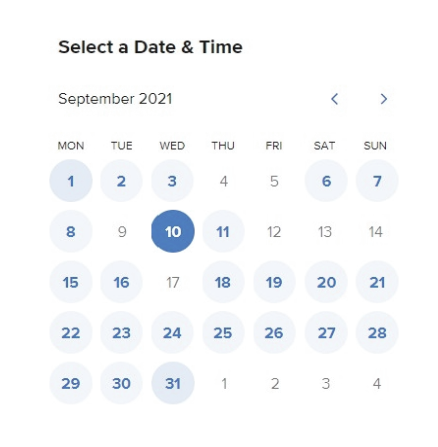 Select a Date & Time
September 2021
MON TUE WED THU FRI SAT SUN
1 2 3 4 5 6 7
8 9 10 11 12 13 14
15 16 17 18 19 20 21
22 23 24 25 26 27 28
29 30 31 1 2 3 4